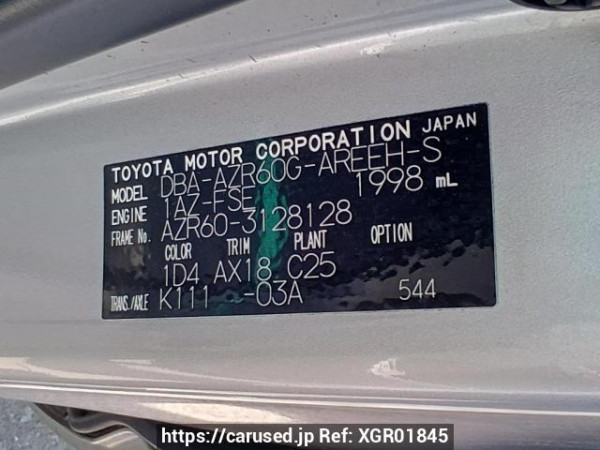 TOYOTA MOTOR CORPORATION JAPAN
MODEL DBA-AZR60G-AREEH-S
ENGINE 1AZ-FSE 1998 mL
FRAME No. AZR60-3128128
COLOR TRIM PLANT OPTION
1D4 AX18 C25
TRANS./AXLE K111 -03A 544
https://carused.jp Ref: XGR01845